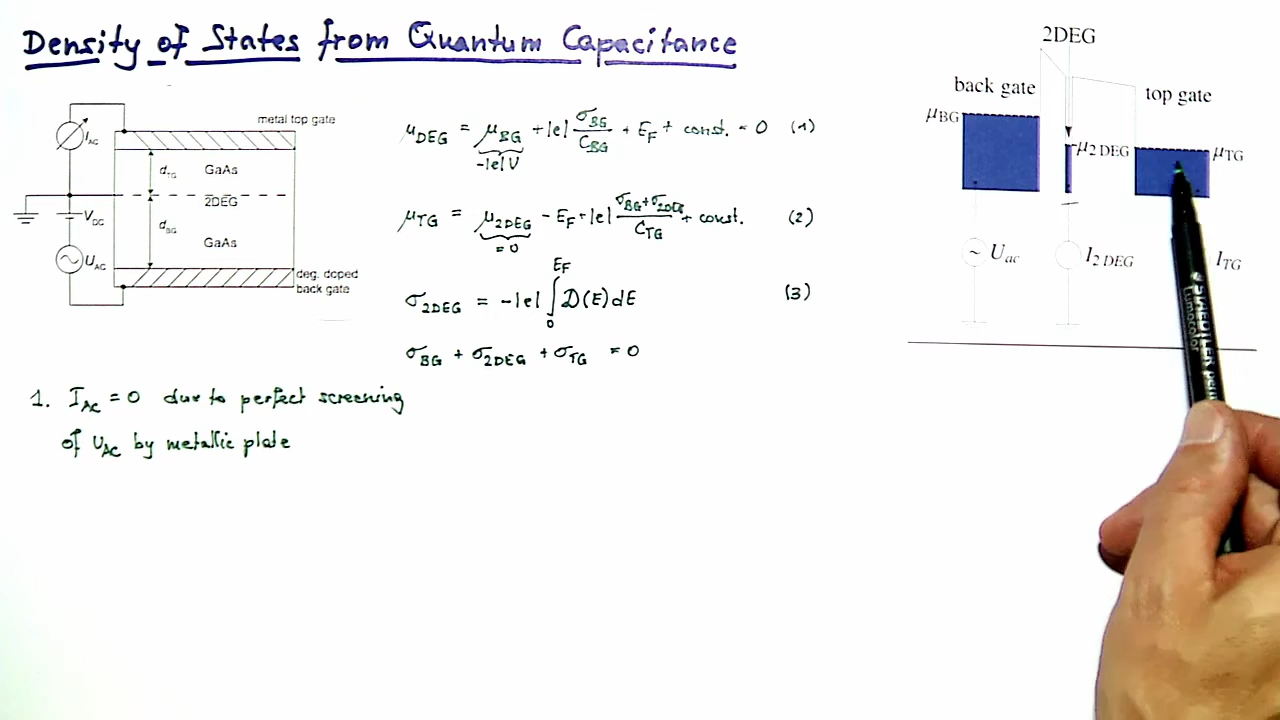 Density of States from Quantum Capacitance
I_AC
metal top gate
d_TG
GaAs
2DEG
V_DC
d_BG
GaAs
U_AC
deg. doped
back gate
μ_DEG = μ_BG + |e| σ_BG/C_BG + E_F + const. = 0 (1)
-|e|V
μ_TG = μ_2DEG - E_F + |e| (σ_BG+σ_2DEG)/C_TG + const. (2)
= 0
σ_2DEG = -|e| ∫_0^{E_F} D(E)dE (3)
σ_BG + σ_2DEG + σ_TG = 0
1. I_AC = 0 due to perfect screening
of U_AC by metallic plate
2DEG
back gate
top gate
μ_BG
μ_2DEG
μ_TG
~ U_ac
I_2DEG
I_TG